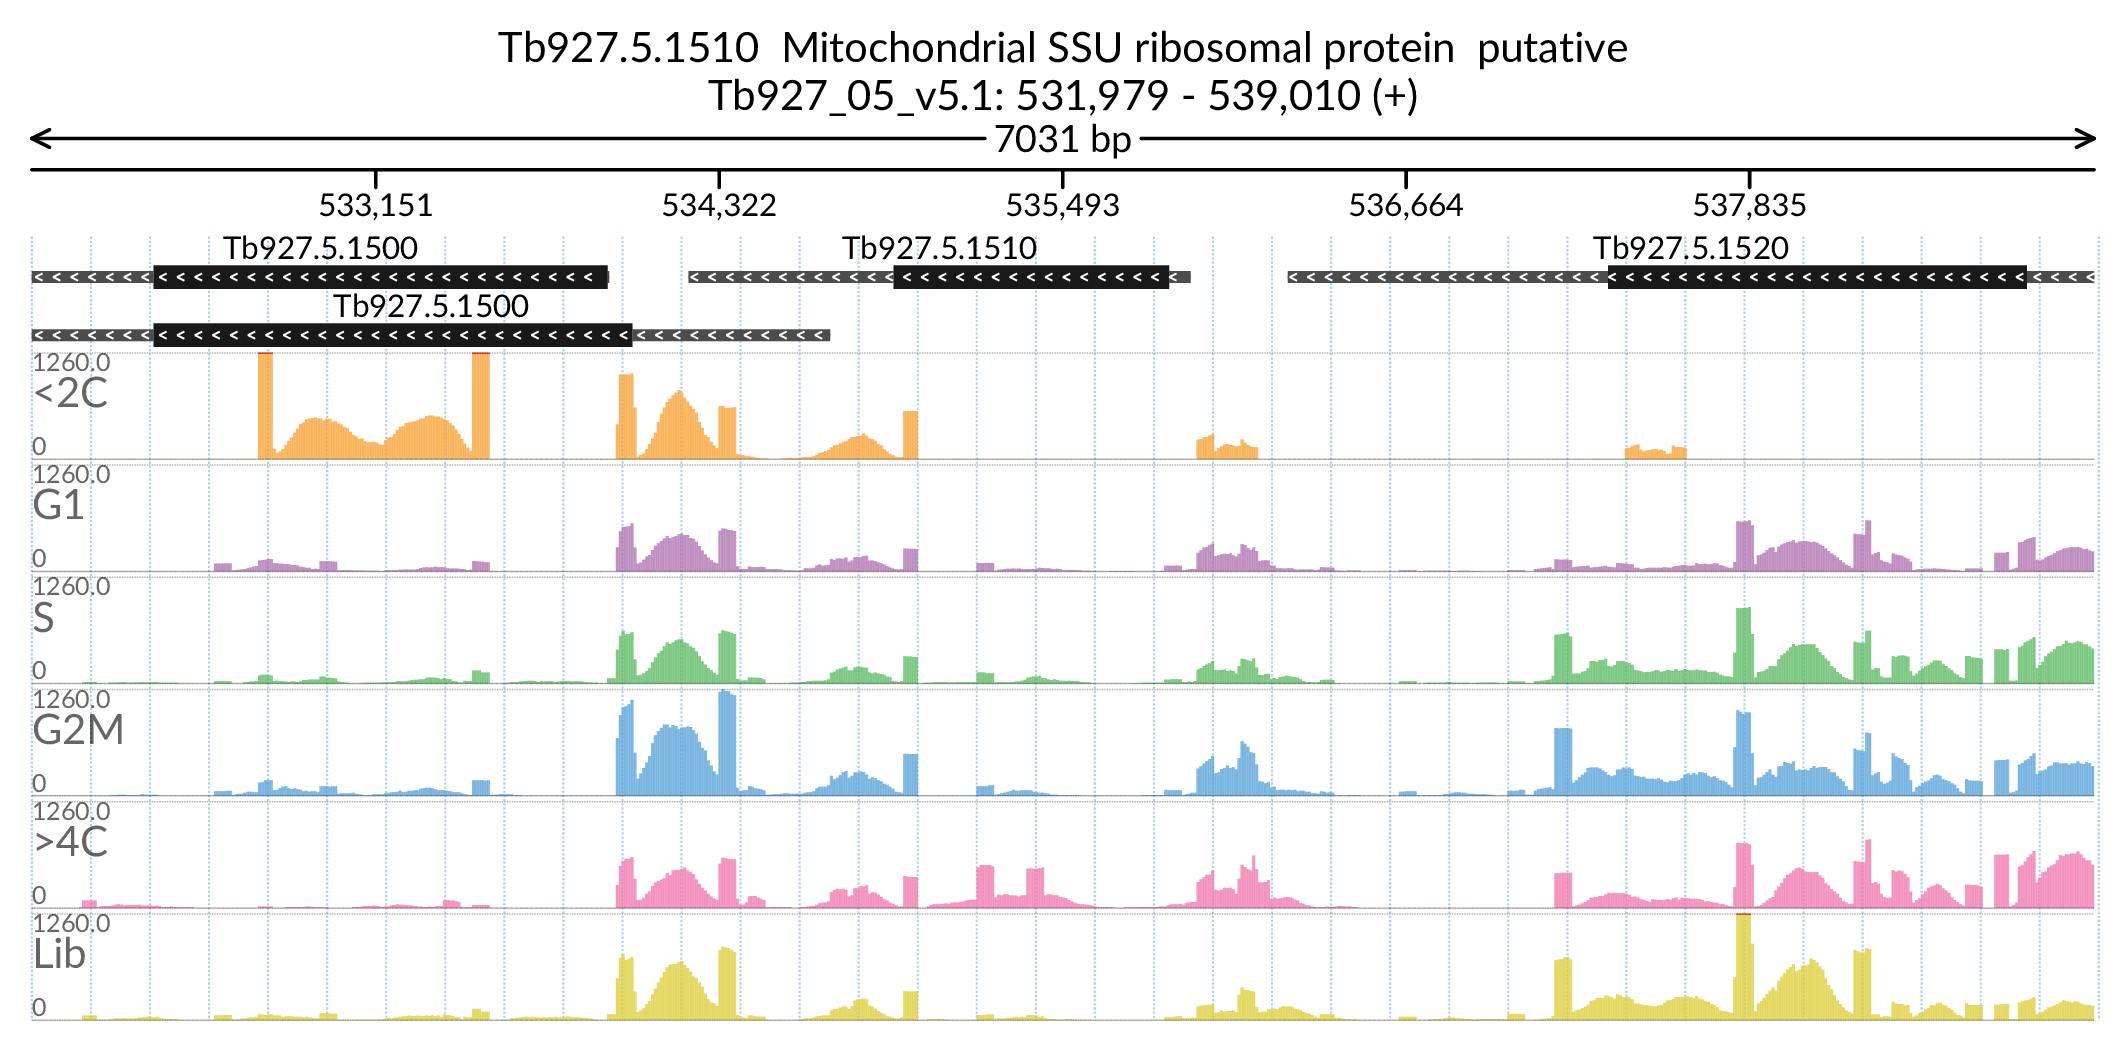 Tb927.5.1510  Mitochondrial SSU ribosomal protein  putative
Tb927_05_v5.1: 531,979 - 539,010 (+)
7031 bp
533,151 534,322 535,493 536,664 537,835
Tb927.5.1500 Tb927.5.1510 Tb927.5.1520
Tb927.5.1500
1260.0
<2C
0
1260.0
G1
0
1260.0
S
0
1260.0
G2M
0
1260.0
>4C
0
1260.0
Lib
0